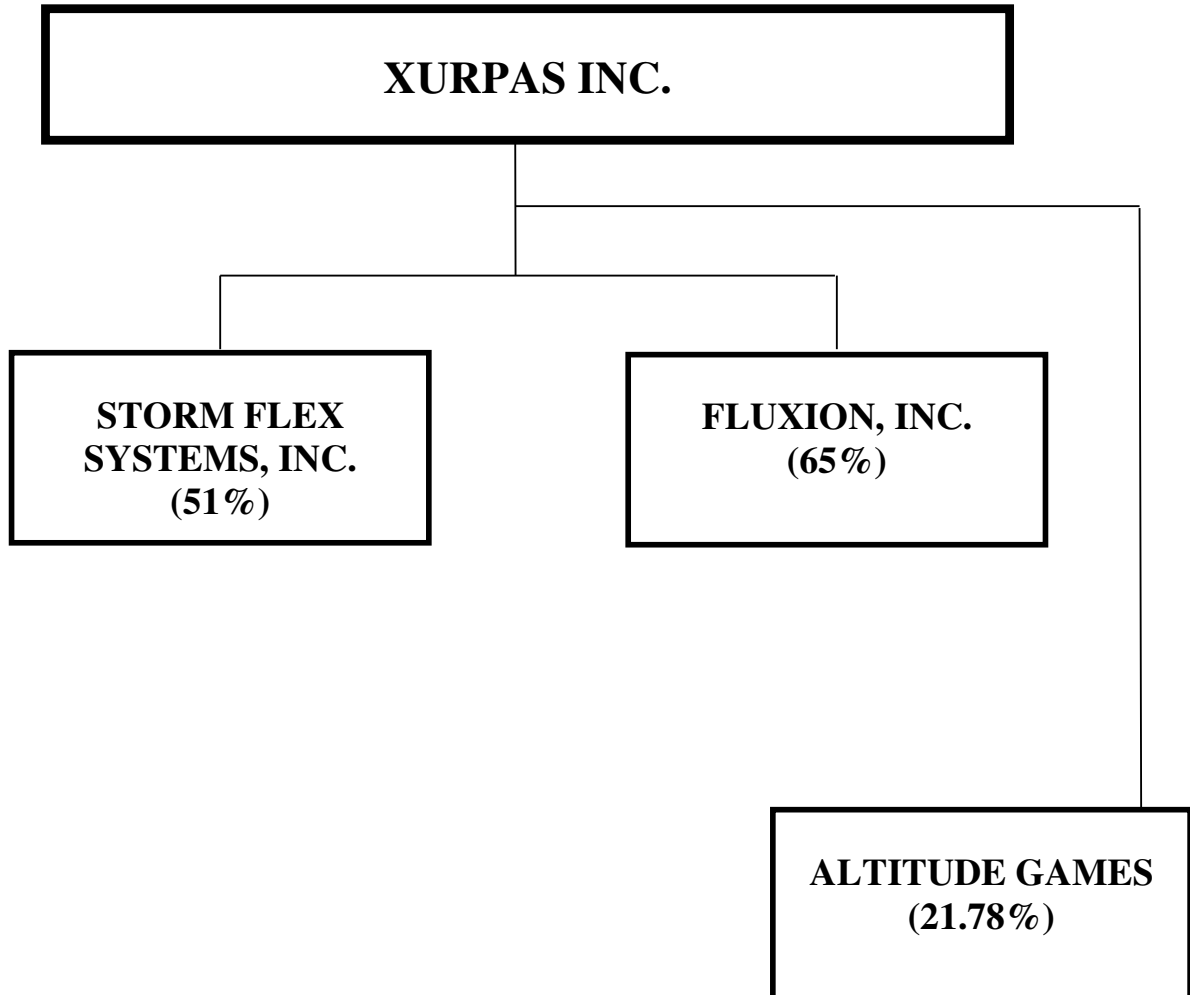 XURPAS INC.
STORM FLEX
SYSTEMS, INC.
(51%)
FLUXION, INC.
(65%)
ALTITUDE GAMES
(21.78%)